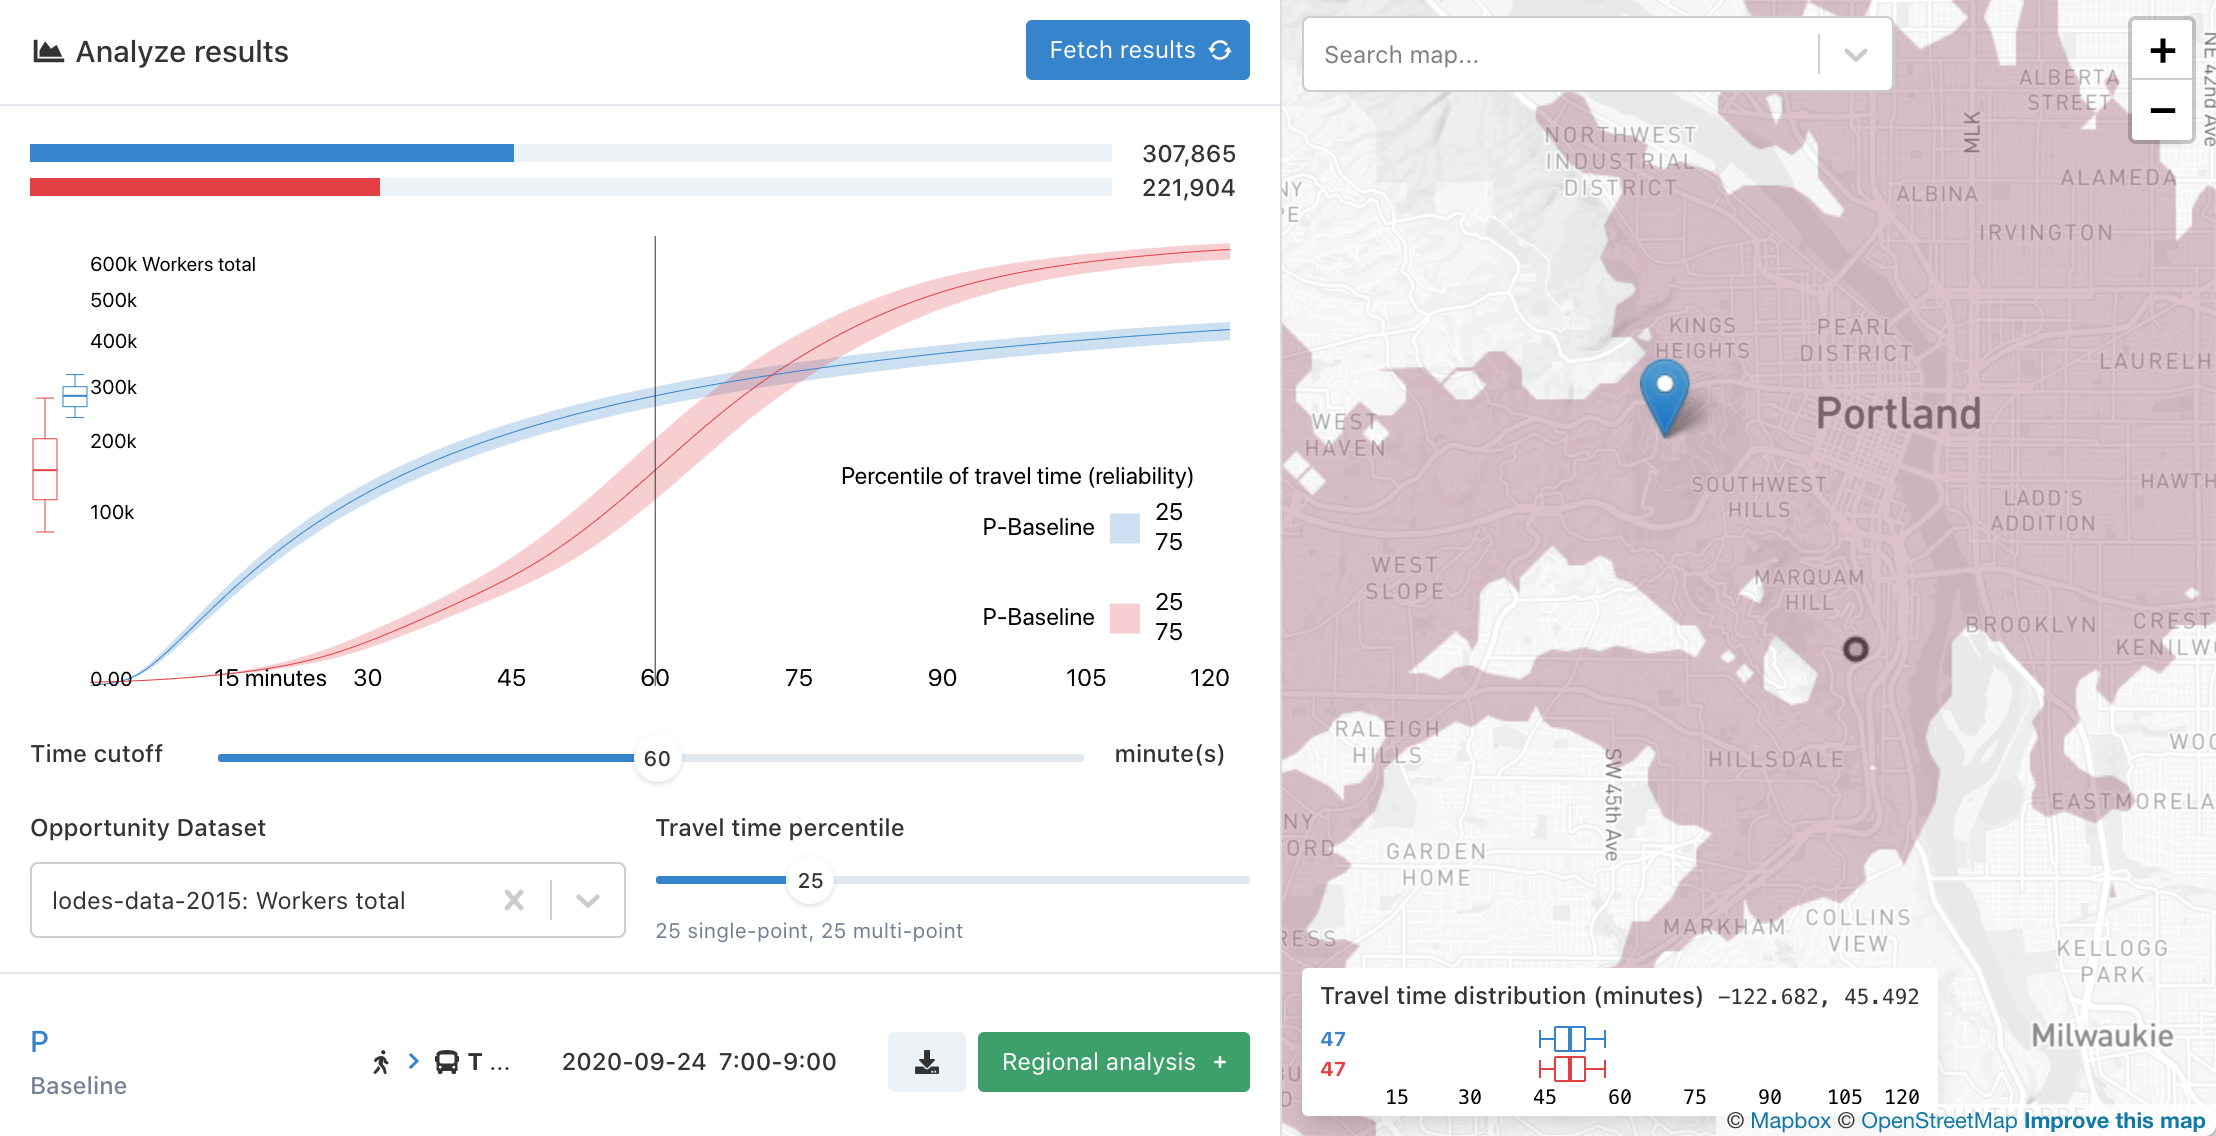 Analyze results
Fetch results
307,865
221,904
600k Workers total
500k
400k
300k
200k
100k
0.00
15 minutes 30 45 60 75 90 105 120
Percentile of travel time (reliability)
P-Baseline 25 75
P-Baseline 25 75
Time cutoff 60 minute(s)
Opportunity Dataset
lodes-data-2015: Workers total
Travel time percentile
25
25 single-point, 25 multi-point
P
Baseline
T ...
2020-09-24 7:00-9:00
Regional analysis +
Search map...
+
−
NE 42nd Ave
ALBERTA
STREET
MLK
NORTHWEST
INDUSTRIAL
DISTRICT
ALBINA
ALAMEDA
IRVINGTON
KINGS
HEIGHTS
PEARL
DISTRICT
LAURELH
Portland
WEST
HAVEN
SOUTHWEST
HILLS
LADD'S
ADDITION
HAWTH
WEST
SLOPE
MARQUAM
HILL
BROOKLYN
CREST
KENILW
RALEIGH
HILLS
SW 45th Ave
HILLSDALE
WOO
EASTMORELA
NY
ORD
GARDEN
HOME
MARKHAM
COLLINS
VIEW
RESS
KELLOGG
PARK
Milwaukie
Travel time distribution (minutes) −122.682, 45.492
47
47
15 30 45 60 75 90 105 120
© Mapbox © OpenStreetMap Improve this map